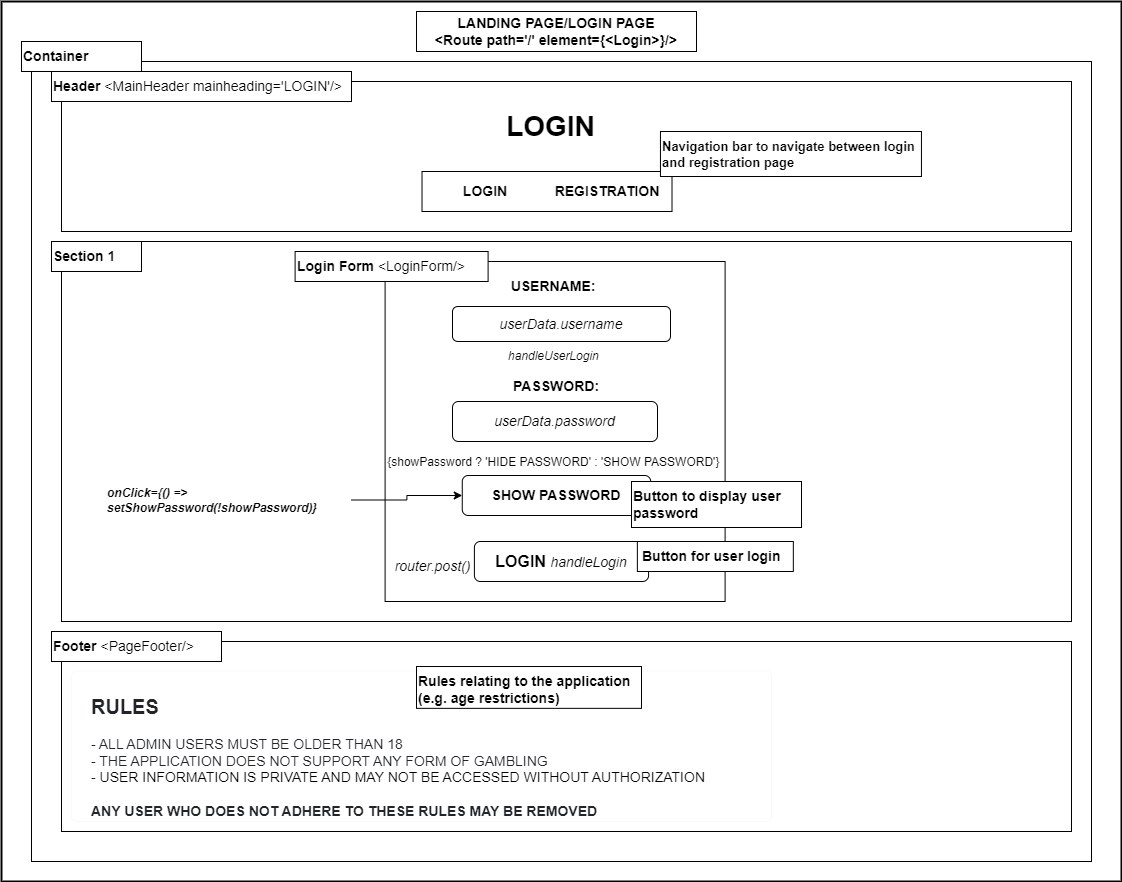 LANDING PAGE/LOGIN PAGE
<Route path='/' element={<Login>}/>
Container
Header <MainHeader mainheading='LOGIN'/>
LOGIN
Navigation bar to navigate between login
and registration page
LOGIN REGISTRATION
Section 1
Login Form <LoginForm/>
USERNAME:
userData.username
handleUserLogin
PASSWORD:
userData.password
{showPassword ? 'HIDE PASSWORD' : 'SHOW PASSWORD'}
onClick={() =>
setShowPassword(!showPassword)}
SHOW PASSWORD
Button to display user
password
router.post()
LOGIN handleLogin
Button for user login
Footer <PageFooter/>
Rules relating to the application
(e.g. age restrictions)
RULES
- ALL ADMIN USERS MUST BE OLDER THAN 18
- THE APPLICATION DOES NOT SUPPORT ANY FORM OF GAMBLING
- USER INFORMATION IS PRIVATE AND MAY NOT BE ACCESSED WITHOUT AUTHORIZATION
ANY USER WHO DOES NOT ADHERE TO THESE RULES MAY BE REMOVED